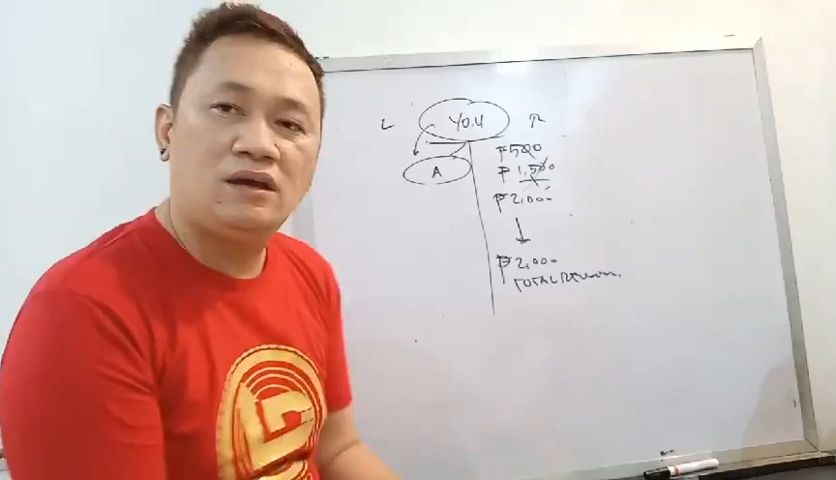 L YOU R
₱500
A ₱1,500
₱2,000
₱2,000
TOTAL RETURN.